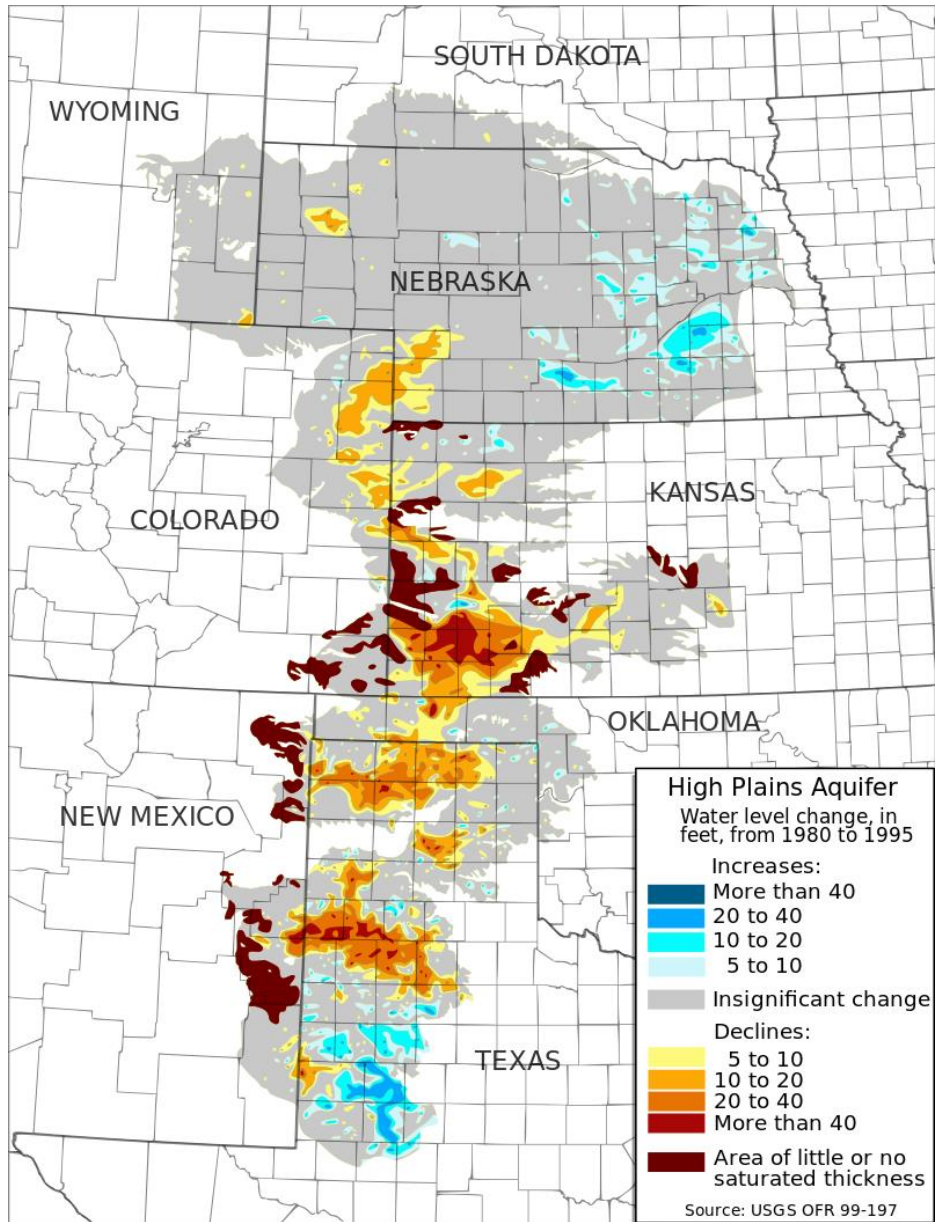 SOUTH DAKOTA
WYOMING
NEBRASKA
KANSAS
COLORADO
OKLAHOMA
NEW MEXICO
TEXAS
High Plains Aquifer
Water level change, in
feet, from 1980 to 1995
Increases:
More than 40
20 to 40
10 to 20
5 to 10
Insignificant change
Declines:
5 to 10
10 to 20
20 to 40
More than 40
Area of little or no
saturated thickness
Source: USGS OFR 99-197